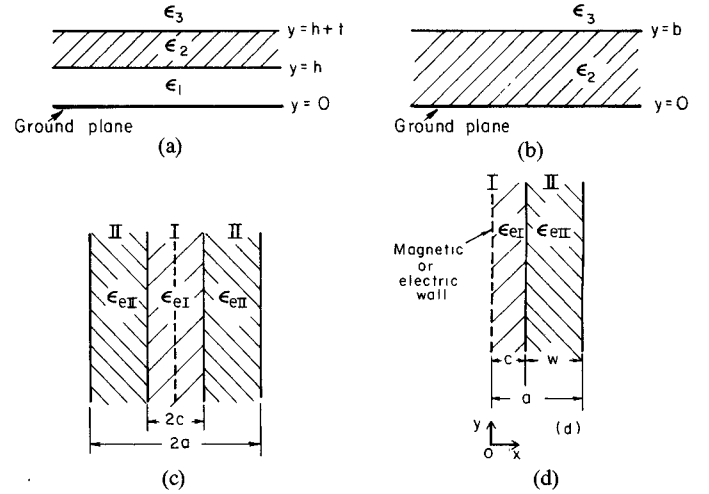 ϵ₃
y = h + t
ϵ₂
y = h
ϵ₁
y = 0
Ground plane
(a)
ϵ₃
y = b
ϵ₂
y = 0
Ground plane
(b)
II I II
ϵeII ϵeI ϵeII
2c
2a
(c)
I II
ϵeI ϵeII
Magnetic
or
electric
wall
c w
a
y
O x
(d)
(d)